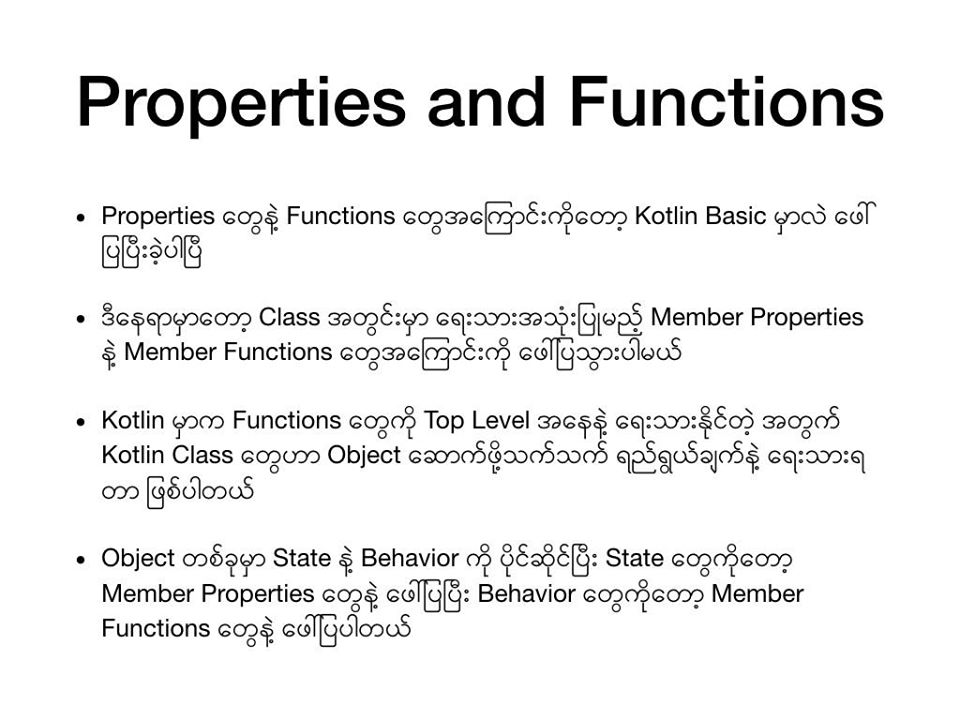 Properties and Functions
• Properties တွေနဲ့ Functions တွေအကြောင်းကိုတော့ Kotlin Basic မှာလဲ ဖေါ်
ပြပြီးခဲ့ပါပြီ
• ဒီနေရာမှာတော့ Class အတွင်းမှာ ရေးသားအသုံးပြုမည့် Member Properties
နဲ့ Member Functions တွေအကြောင်းကို ဖေါ်ပြသွားပါမယ်
• Kotlin မှာက Functions တွေကို Top Level အနေနဲ့ ရေးသားနိုင်တဲ့ အတွက်
Kotlin Class တွေဟာ Object ဆောက်ဖို့သက်သက် ရည်ရွယ်ချက်နဲ့ ရေးသားရ
တာ ဖြစ်ပါတယ်
• Object တစ်ခုမှာ State နဲ့ Behavior ကို ပိုင်ဆိုင်ပြီး State တွေကိုတော့
Member Properties တွေနဲ့ ဖေါ်ပြပြီး Behavior တွေကိုတော့ Member
Functions တွေနဲ့ ဖေါ်ပြပါတယ်